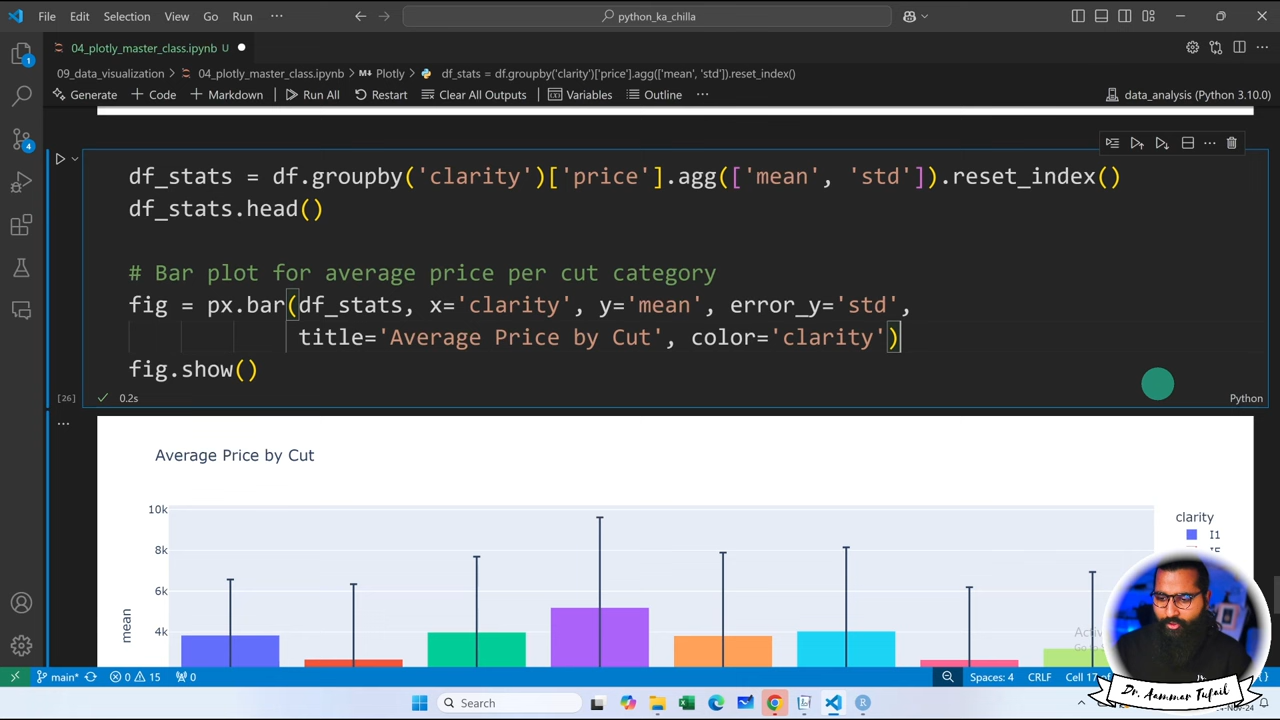 File Edit Selection View Go Run ··· python_ka_chilla
04_plotly_master_class.ipynb U
09_data_visualization > 04_plotly_master_class.ipynb > M↓ Plotly > df_stats = df.groupby('clarity')['price'].agg(['mean', 'std']).reset_index()
Generate + Code + Markdown Run All Restart Clear All Outputs Variables Outline ··· data_analysis (Python 3.10.0)
df_stats = df.groupby('clarity')['price'].agg(['mean', 'std']).reset_index()
df_stats.head()
# Bar plot for average price per cut category
fig = px.bar(df_stats, x='clarity', y='mean', error_y='std',
title='Average Price by Cut', color='clarity')
fig.show()
[26] 0.2s Python
Average Price by Cut
10k
8k
6k
4k
mean
clarity
I1
main* 0 15 0 Spaces: 4 CRLF Cell 17
Dr. Aammar Tufail
Search